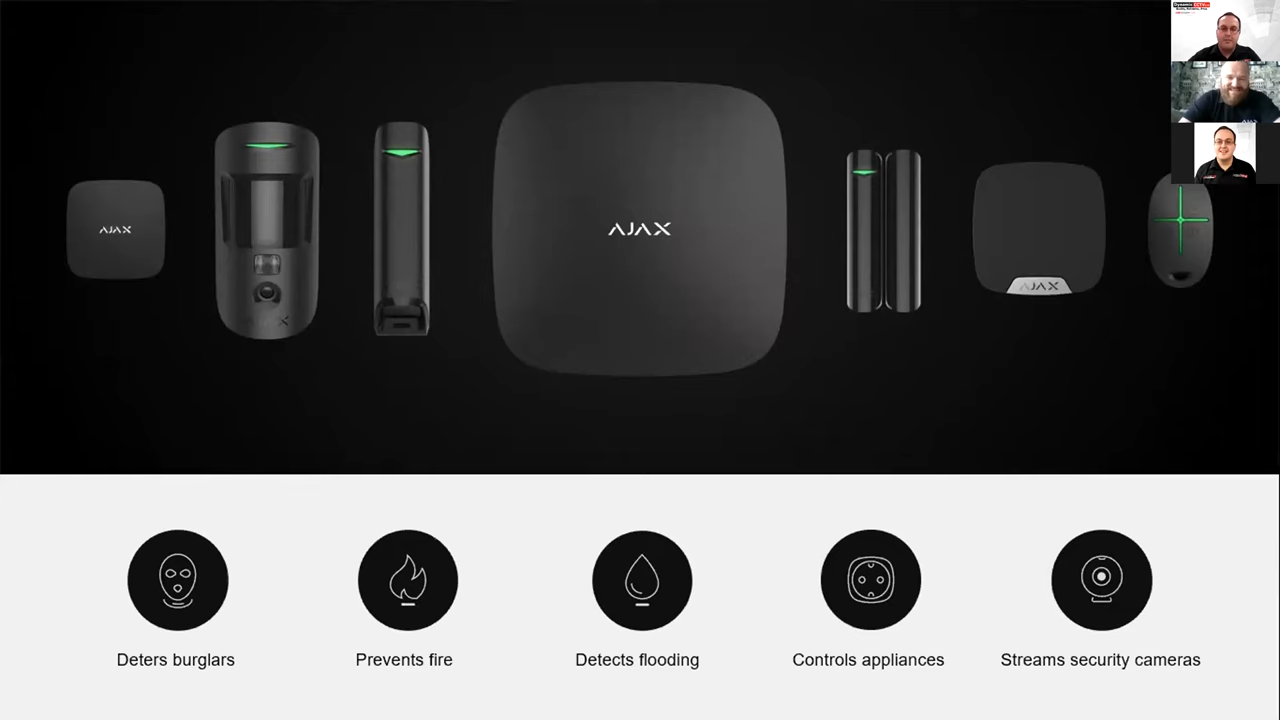 AJAX
AJAX
AJAX
Deters burglars
Prevents fire
Detects flooding
Controls appliances
Streams security cameras